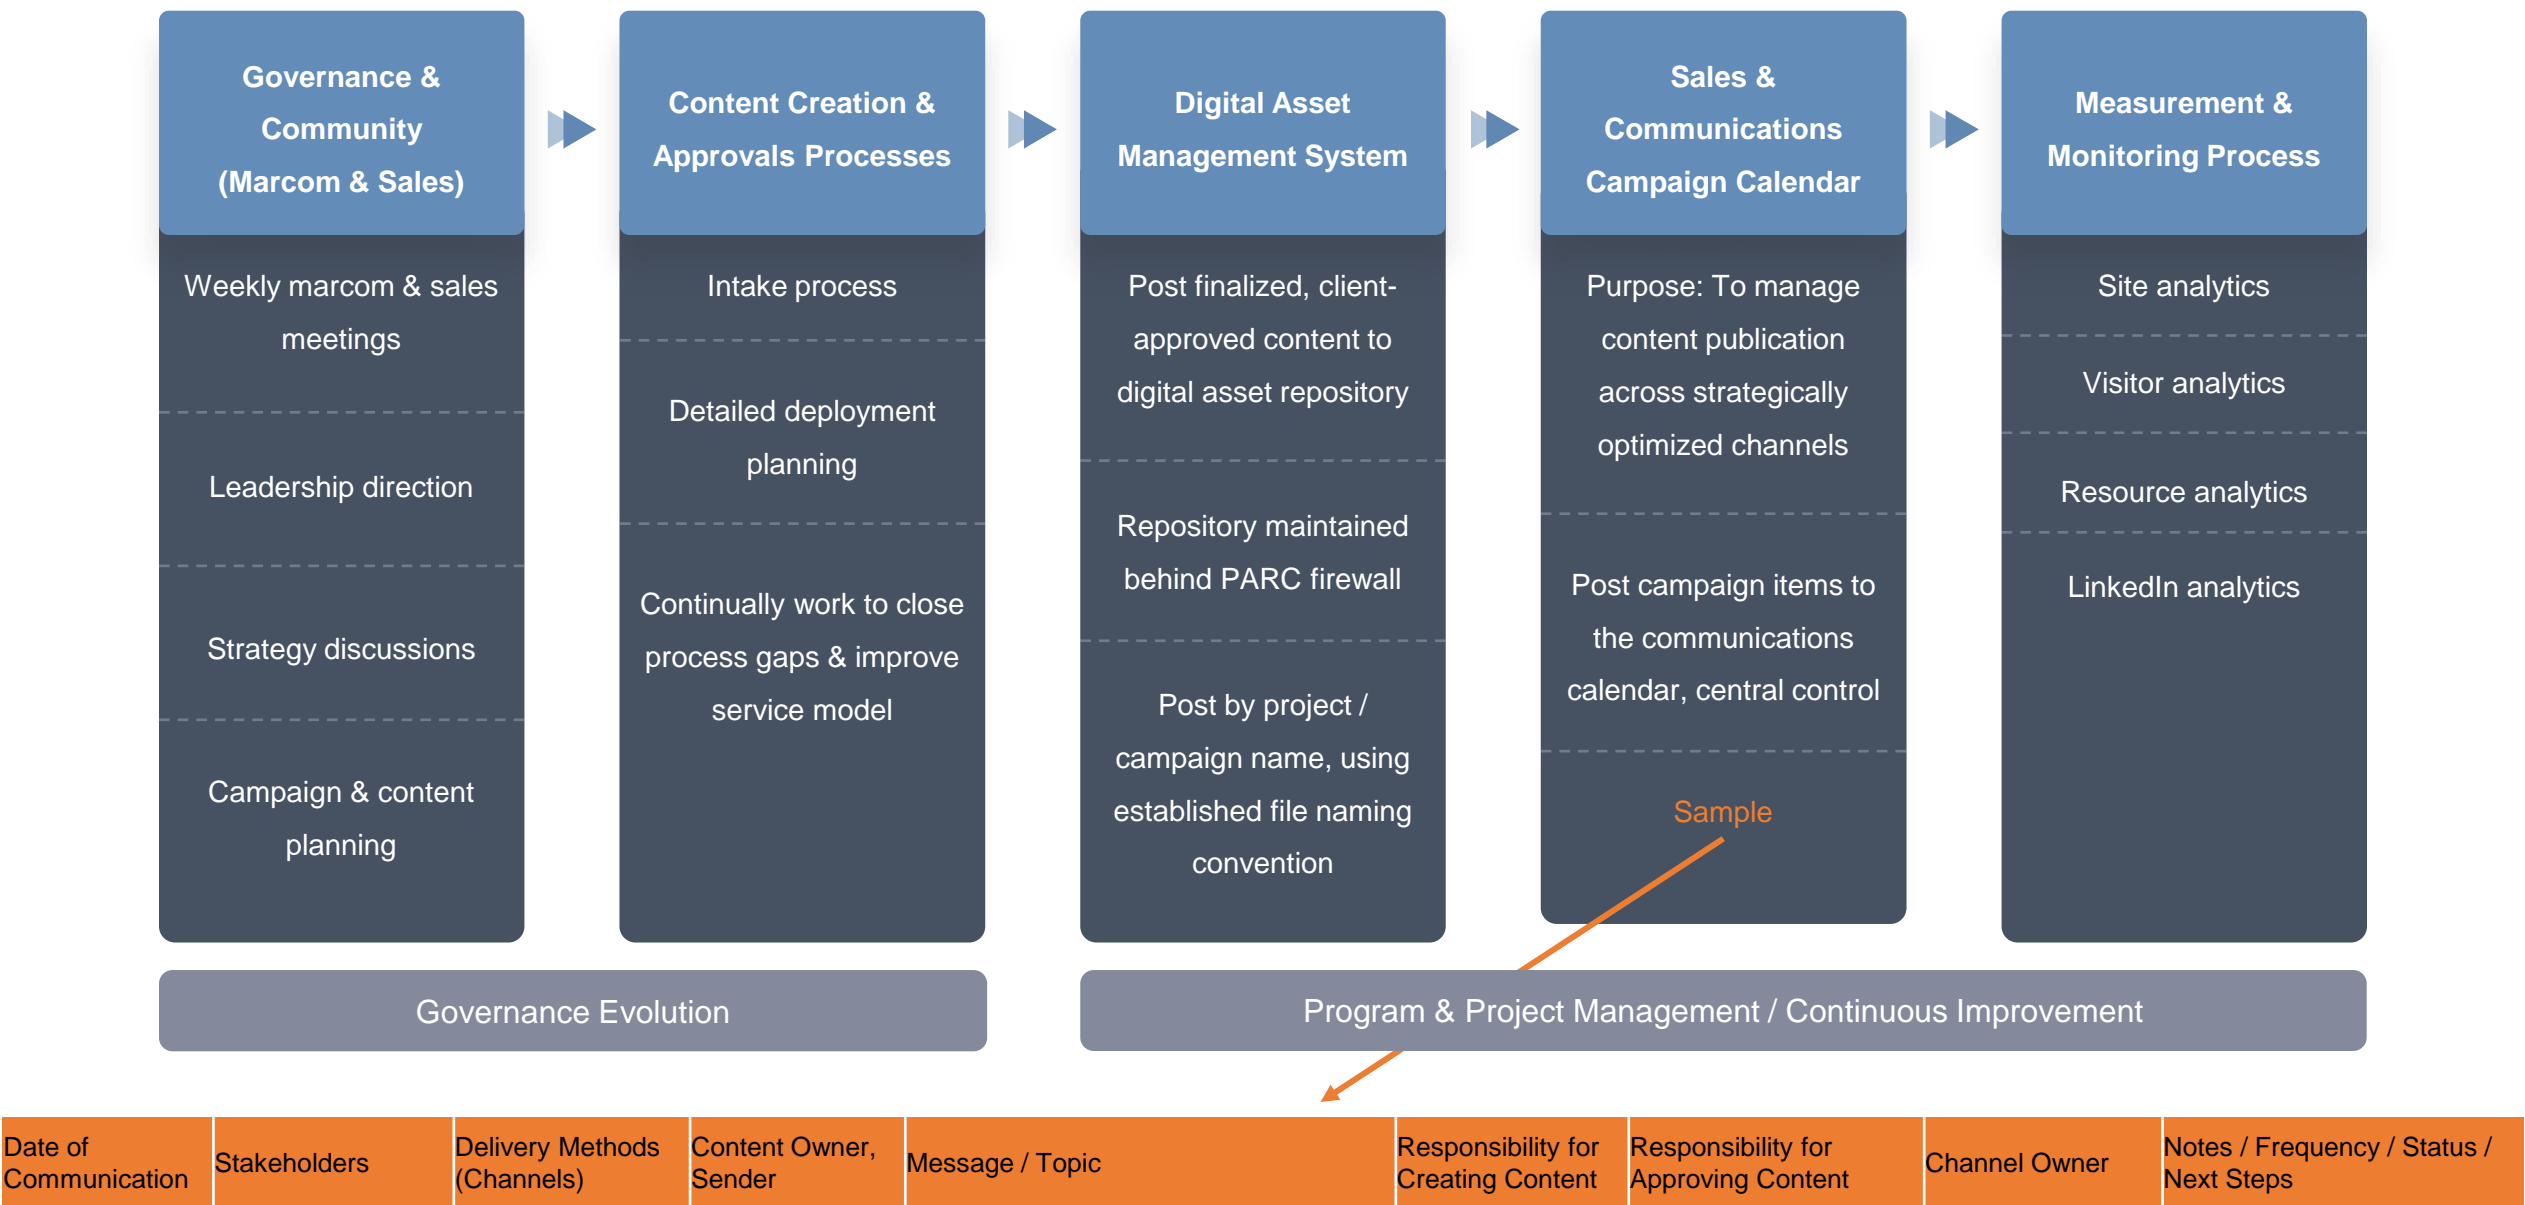 Governance &
Community
(Marcom & Sales)
Weekly marcom & sales
meetings
Leadership direction
Strategy discussions
Campaign & content
planning
Content Creation &
Approvals Processes
Intake process
Detailed deployment
planning
Continually work to close
process gaps & improve
service model
Digital Asset
Management System
Post finalized, client-
approved content to
digital asset repository
Repository maintained
behind PARC firewall
Post by project /
campaign name, using
established file naming
convention
Sales &
Communications
Campaign Calendar
Purpose: To manage
content publication
across strategically
optimized channels
Post campaign items to
the communications
calendar, central control
Sample
Measurement &
Monitoring Process
Site analytics
Visitor analytics
Resource analytics
LinkedIn analytics
Governance Evolution
Program & Project Management / Continuous Improvement
Date of
Communication
Stakeholders
Delivery Methods
(Channels)
Content Owner,
Sender
Message / Topic
Responsibility for
Creating Content
Responsibility for
Approving Content
Channel Owner
Notes / Frequency / Status /
Next Steps